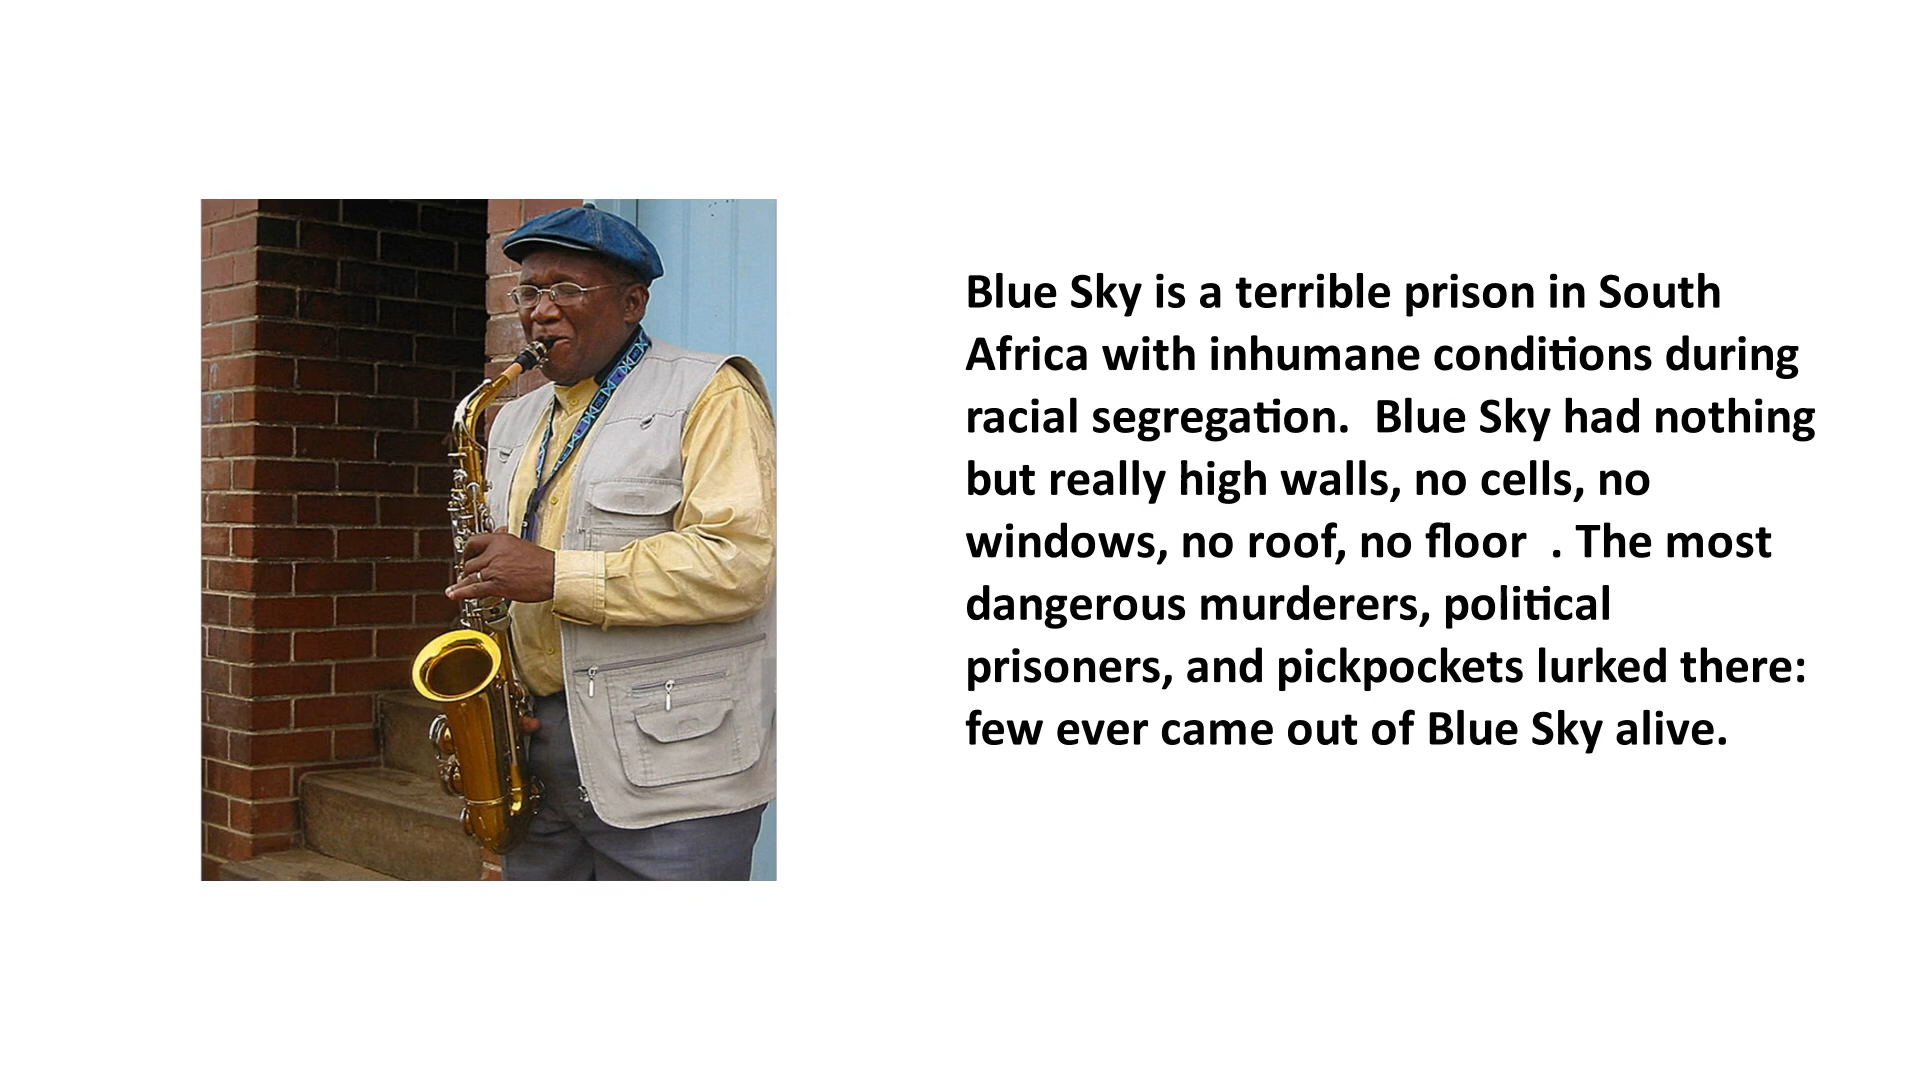 Blue Sky is a terrible prison in South
Africa with inhumane conditions during
racial segregation.  Blue Sky had nothing
but really high walls, no cells, no
windows, no roof, no floor  . The most
dangerous murderers, political
prisoners, and pickpockets lurked there:
few ever came out of Blue Sky alive.